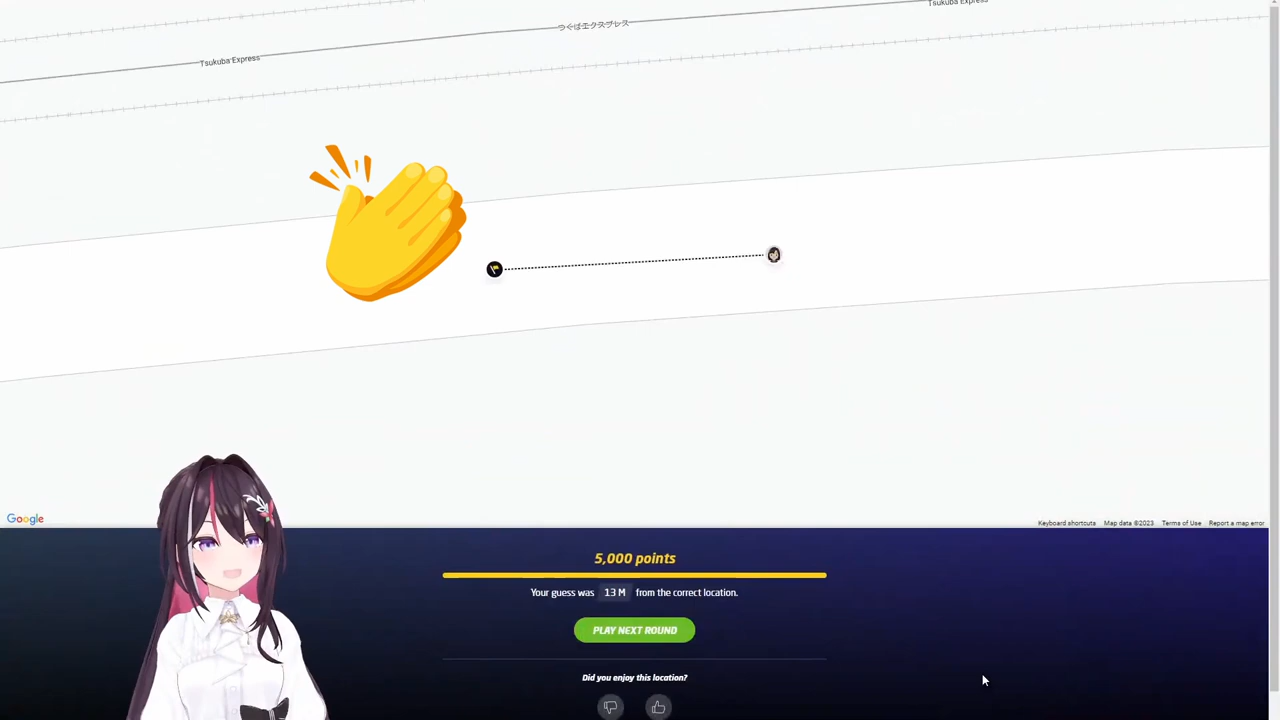 Tsukuba Express
つくばエクスプレス
Tsukuba Express
Google
Keyboard shortcuts
Map data ©2023
Terms of Use
Report a map error
5,000 points
Your guess was 13 M from the correct location.
PLAY NEXT ROUND
Did you enjoy this location?